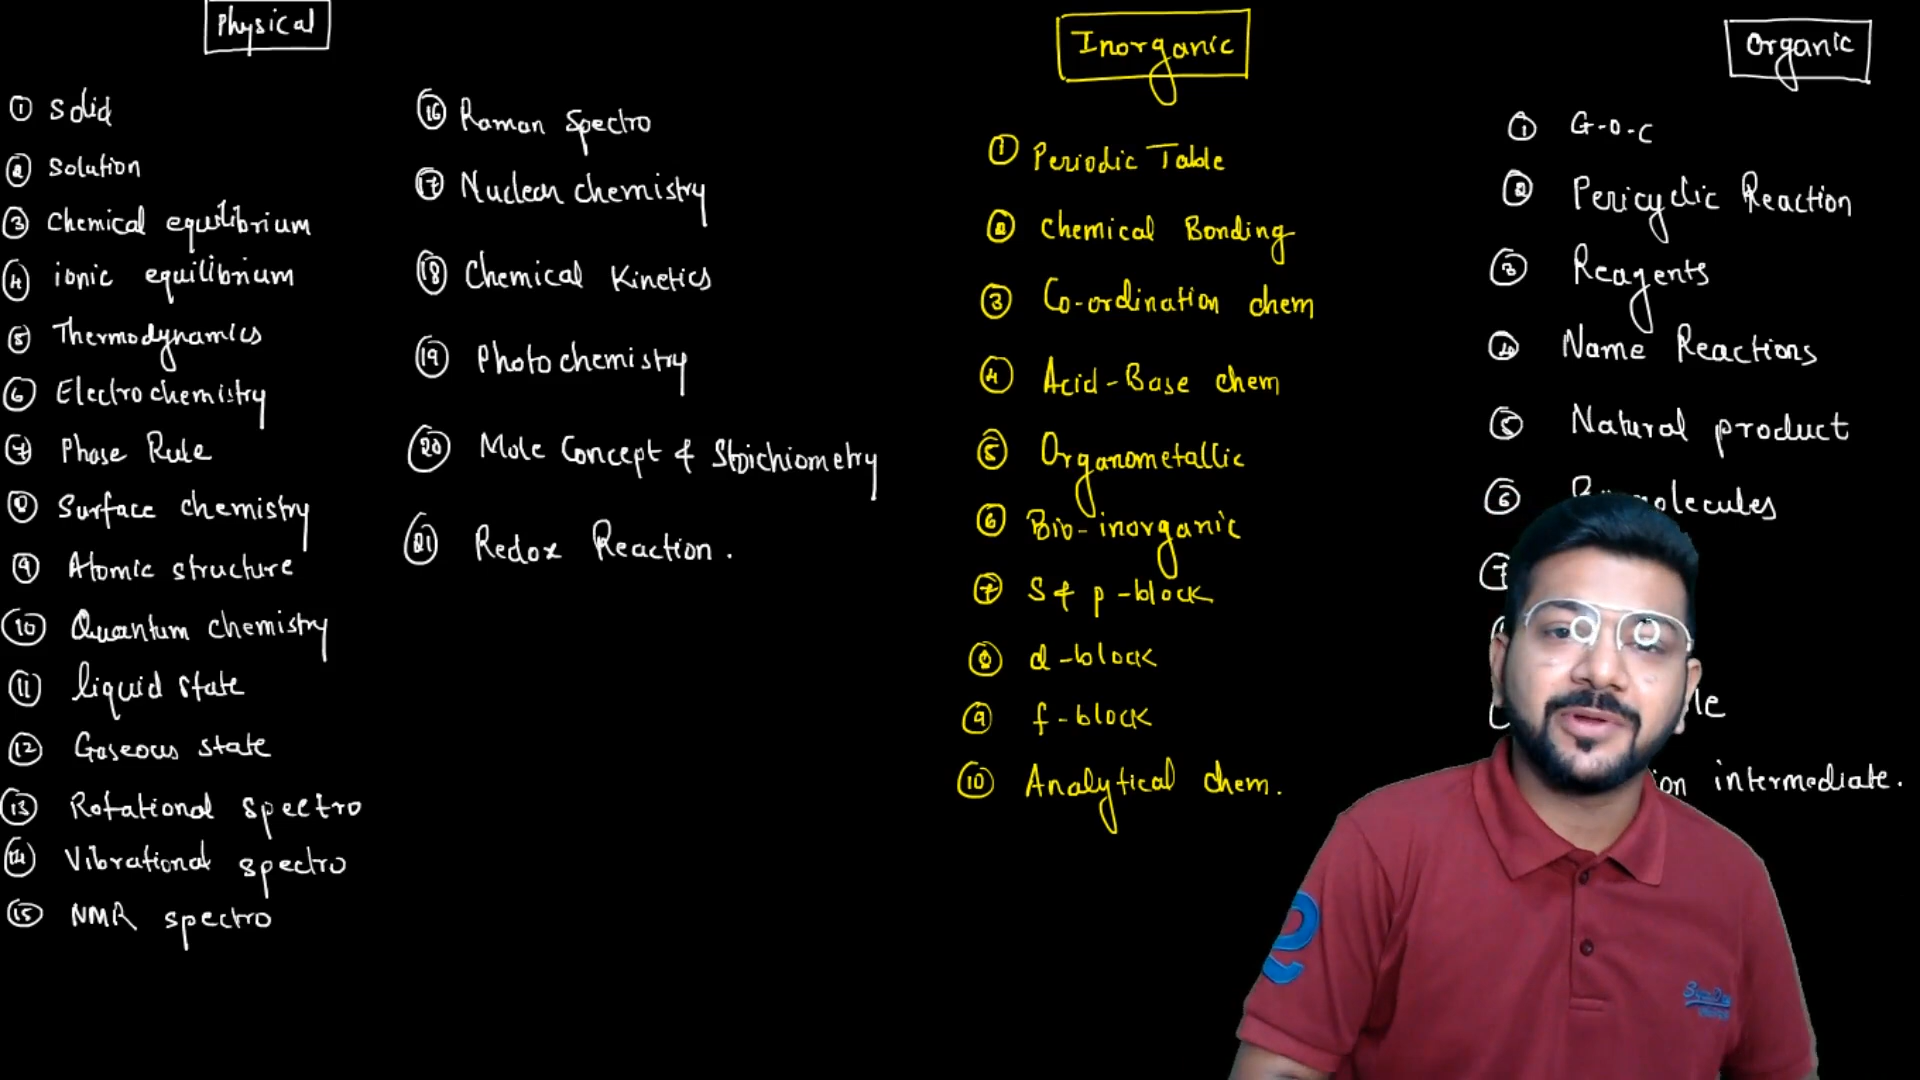 Physical
① Solid
② Solution
③ Chemical equilibrium
④ ionic equilibrium
⑤ Thermodynamics
⑥ Electrochemistry
⑦ Phase Rule
⑧ Surface chemistry
⑨ Atomic structure
⑩ Quantum chemistry
⑪ liquid state
⑫ Gaseous state
⑬ Rotational spectro
⑭ Vibrational spectro
⑮ NMR spectro
⑯ Raman Spectro
⑰ Nuclear chemistry
⑱ Chemical Kinetics
⑲ Photochemistry
⑳ Mole Concept & Stoichiometry
㉑ Redox Reaction.
Inorganic
① Periodic Table
② Chemical Bonding
③ Co-ordination chem
④ Acid-Base chem
⑤ Organometallic
⑥ Bio-inorganic
⑦ S & p-block
⑧ d-block
⑨ f-block
⑩ Analytical chem.
Organic
① G.O.C
② Pericyclic Reaction
③ Reagents
④ Name Reactions
⑤ Natural product
⑥
⑦
intermediate.